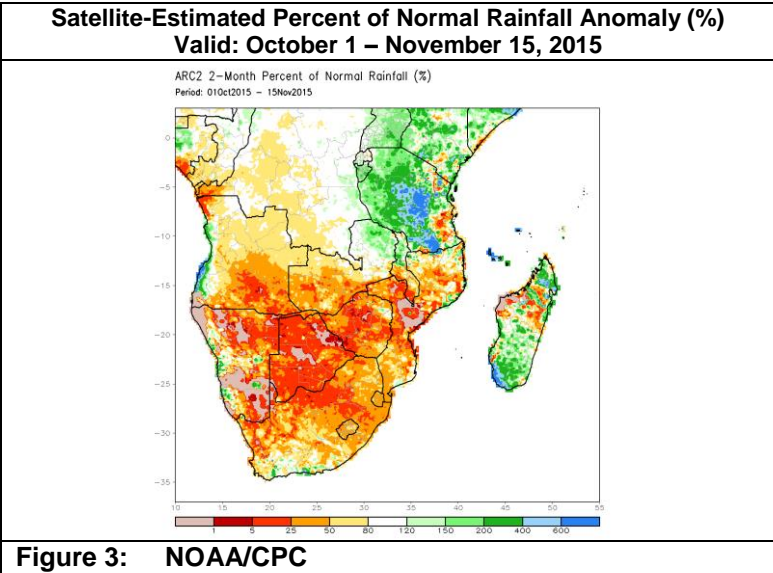 Satellite-Estimated Percent of Normal Rainfall Anomaly (%)
Valid: October 1 – November 15, 2015
ARC2 2-Month Percent of Normal Rainfall (%)
Period: 01Oct2015 - 15Nov2015
0
-5
-10
-15
-20
-25
-30
-35
10 15 20 25 30 35 40 45 50 55
1 5 25 50 80 120 150 200 400 600
Figure 3: NOAA/CPC